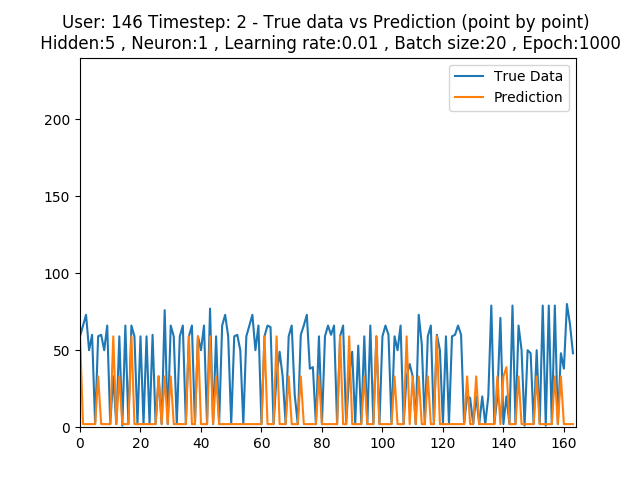 User: 146 Timestep: 2 - True data vs Prediction (point by point)
Hidden:5 , Neuron:1 , Learning rate:0.01 , Batch size:20 , Epoch:1000
True Data
Prediction
200
150
100
50
0
0 20 40 60 80 100 120 140 160